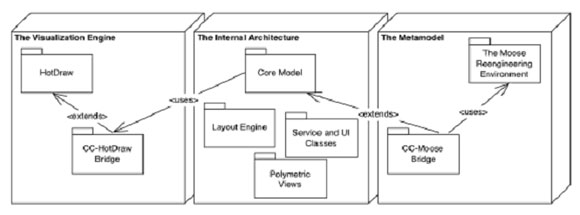 The Visualization Engine
The Internal Architecture
The Metamodel
HotDraw
Core Model
The Moose
Reengineering
Environment
<uses>
<extends>
<extends>
<uses>
Layout Engine
Service and UI
Classes
CC-HotDraw
Bridge
CC-Moose
Bridge
Polymetric
Views